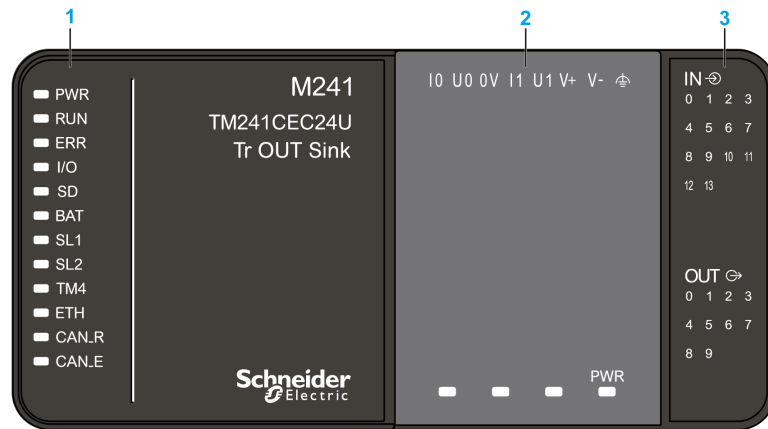 1
2
3
PWR
RUN
ERR
I/O
SD
BAT
SL1
SL2
TM4
ETH
CAN_R
CAN_E
M241
TM241CEC24U
Tr OUT Sink
Schneider
Electric
I0 U0 0V I1 U1 V+ V-
PWR
IN
0 1 2 3
4 5 6 7
8 9 10 11
12 13
OUT
0 1 2 3
4 5 6 7
8 9